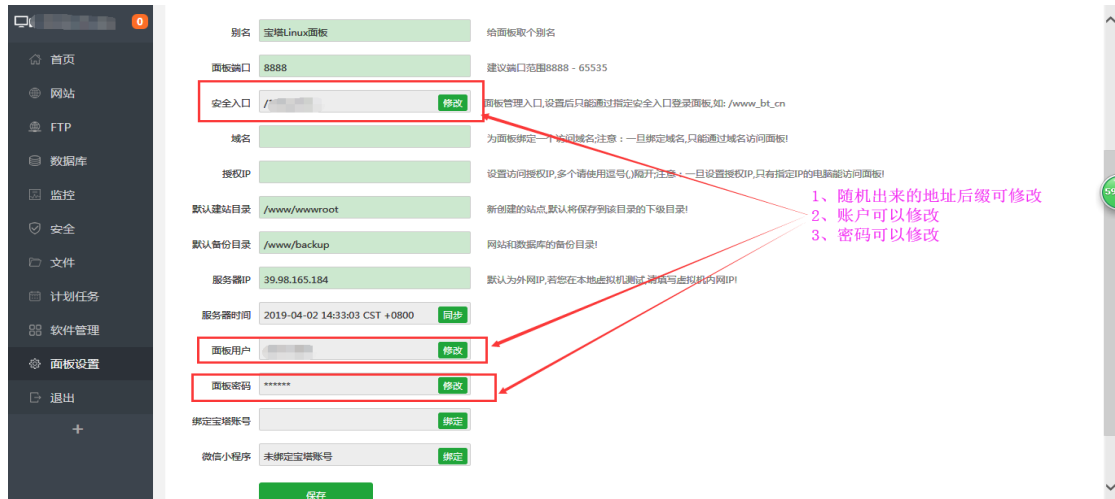 0
首页
网站
FTP
数据库
监控
安全
文件
计划任务
软件管理
面板设置
退出
+
别名 宝塔Linux面板 给面板取个别名
面板端口 8888 建议端口范围8888 - 65535
安全入口 / 修改 面板管理入口,设置后只能通过指定安全入口登录面板,如: /www_bt_cn
域名 为面板绑定一个访问域名;注意：一旦绑定域名,只能通过域名访问面板!
授权IP 设置访问授权IP,多个请使用逗号(,)隔开;注意：一旦设置授权IP,只有指定IP的电脑能访问面板!
默认建站目录 /www/wwwroot 新创建的站点,默认将保存到该目录的下级目录!
默认备份目录 /www/backup 网站和数据库的备份目录!
服务器IP 39.98.165.184 默认为外网IP,若您在本地虚拟机测试,请填写虚拟机内网IP!
服务器时间 2019-04-02 14:33:03 CST +0800 同步
面板用户 修改
面板密码 ****** 修改
绑定宝塔账号 绑定
微信小程序 未绑定宝塔账号 绑定
保存
1、随机出来的地址后缀可修改
2、账户可以修改
3、密码可以修改
59